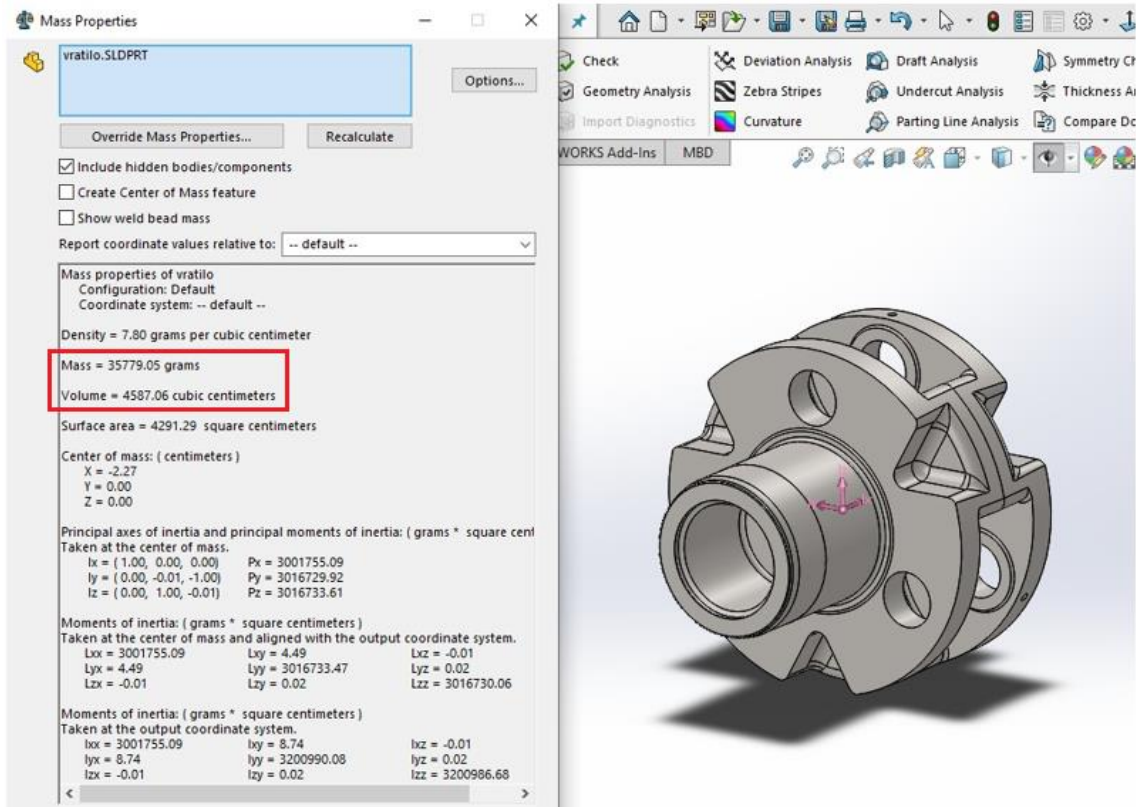 Mass Properties
vratilo.SLDPRT
Options...
Override Mass Properties...
Recalculate
Include hidden bodies/components
Create Center of Mass feature
Show weld bead mass
Report coordinate values relative to: -- default --
Mass properties of vratilo
Configuration: Default
Coordinate system: -- default --
Density = 7.80 grams per cubic centimeter
Mass = 35779.05 grams
Volume = 4587.06 cubic centimeters
Surface area = 4291.29 square centimeters
Center of mass: ( centimeters )
X = -2.27
Y = 0.00
Z = 0.00
Principal axes of inertia and principal moments of inertia: ( grams * square cent
Taken at the center of mass.
Ix = ( 1.00, 0.00, 0.00) Px = 3001755.09
Iy = ( 0.00, -0.01, -1.00) Py = 3016729.92
Iz = ( 0.00, 1.00, -0.01) Pz = 3016733.61
Moments of inertia: ( grams * square centimeters )
Taken at the center of mass and aligned with the output coordinate system.
Lxx = 3001755.09 Lxy = 4.49 Lxz = -0.01
Lyx = 4.49 Lyy = 3016733.47 Lyz = 0.02
Lzx = -0.01 Lzy = 0.02 Lzz = 3016730.06
Moments of inertia: ( grams * square centimeters )
Taken at the output coordinate system.
Ixx = 3001755.09 Ixy = 8.74 Ixz = -0.01
Iyx = 8.74 Iyy = 3200990.08 Iyz = 0.02
Izx = -0.01 Izy = 0.02 Izz = 3200986.68
Check Deviation Analysis Draft Analysis Symmetry Ch
Geometry Analysis Zebra Stripes Undercut Analysis Thickness A
Import Diagnostics Curvature Parting Line Analysis Compare Do
WORKS Add-Ins MBD